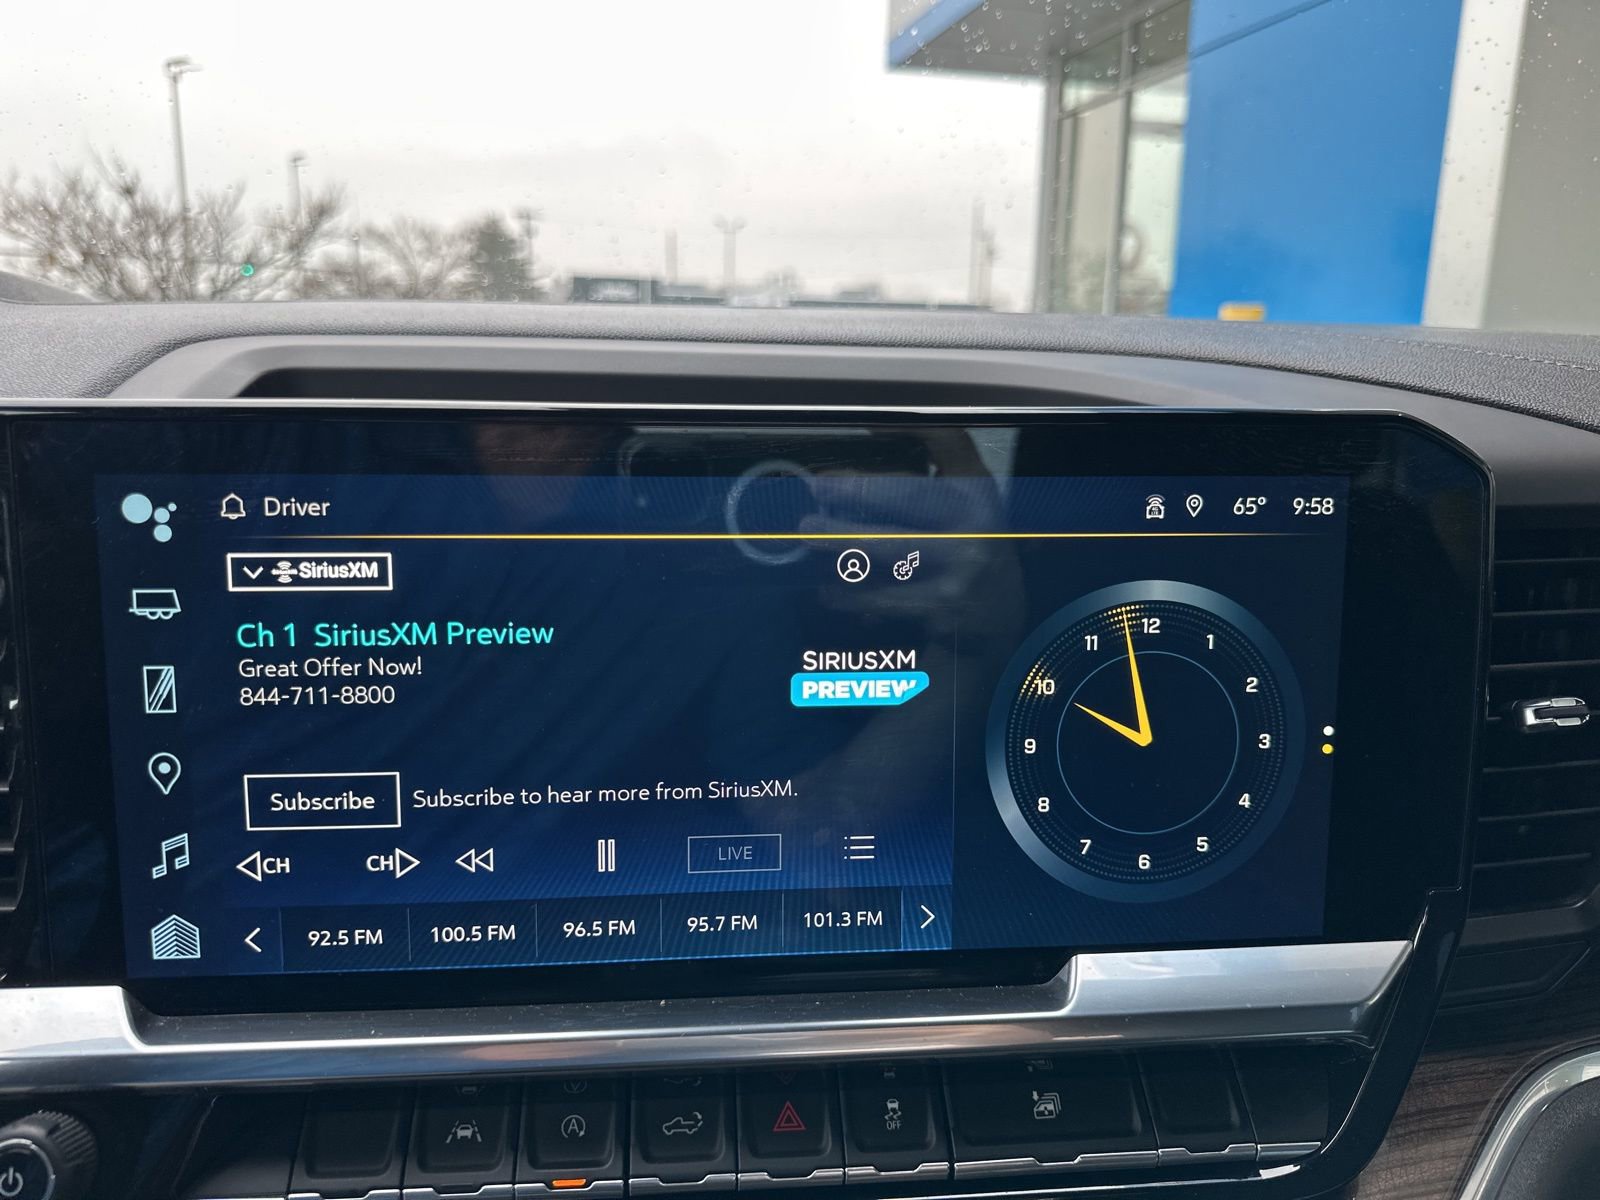 Driver
65° 9:58
SiriusXM
Ch 1 SiriusXM Preview
Great Offer Now!
844-711-8800
SIRIUSXM
PREVIEW
Subscribe
Subscribe to hear more from SiriusXM.
CH
CH
LIVE
92.5 FM
100.5 FM
96.5 FM
95.7 FM
101.3 FM
12
1
2
3
4
5
6
7
8
9
10
11
A
OFF